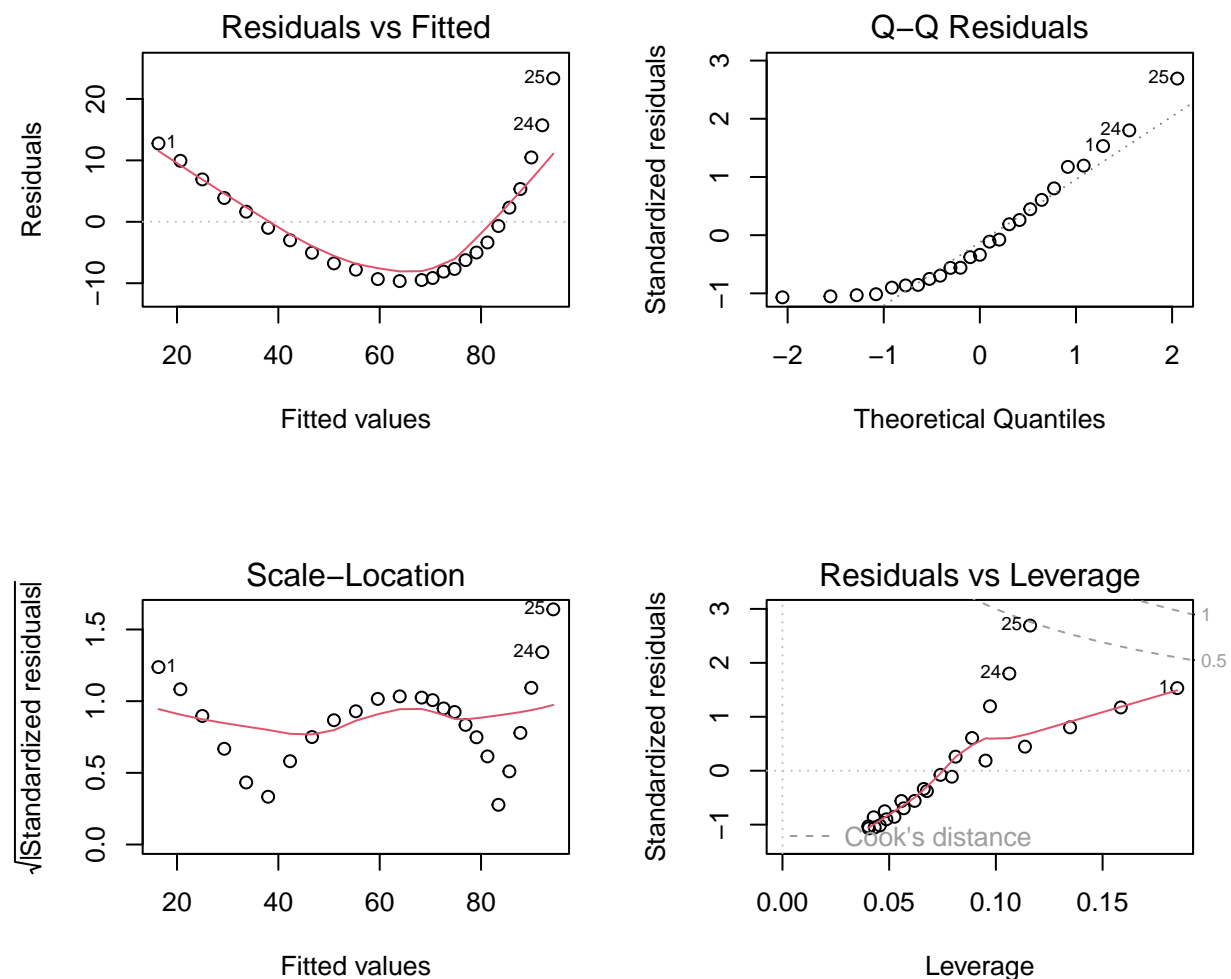 Residuals vs Fitted
Residuals
20
10
0
−10
25
24
1
20 40 60 80
Fitted values
Q−Q Residuals
Standardized residuals
3
2
1
0
−1
25
24
1
−2 −1 0 1 2
Theoretical Quantiles
Scale−Location
√|Standardized residuals|
1.5
1.0
0.5
0.0
25
24
1
20 40 60 80
Fitted values
Residuals vs Leverage
Standardized residuals
3
2
1
0
−1
25
24
1
1
0.5
Cook's distance
0.00 0.05 0.10 0.15
Leverage